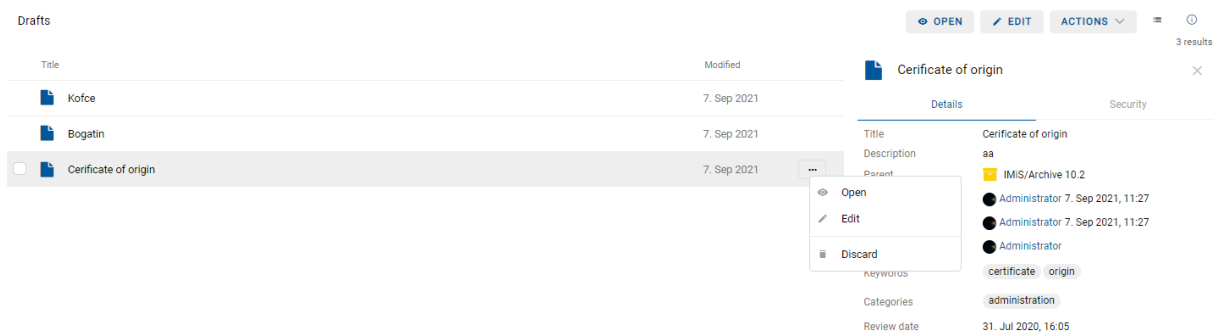 Drafts
OPEN EDIT ACTIONS
3 results
Title Modified
Kofce 7. Sep 2021
Bogatin 7. Sep 2021
Cerificate of origin 7. Sep 2021 ...
Open
Edit
Discard
Cerificate of origin
Details Security
Title Cerificate of origin
Description aa
Parent IMiS/Archive 10.2
Administrator 7. Sep 2021, 11:27
Administrator 7. Sep 2021, 11:27
Administrator
Keywords certificate origin
Categories administration
Review date 31. Jul 2020, 16:05